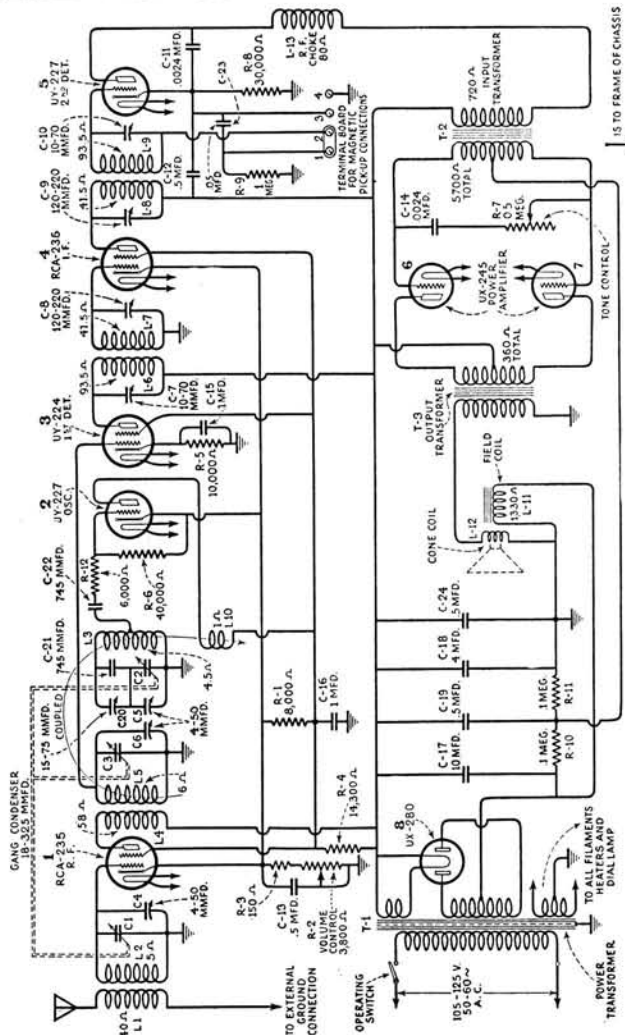 GANG CONDENSER
18-325 MMFD.
1
RCA-235
R.F.
40Ω
L1
L2
5Ω
C1
C4
4-50
MMFD.
.58Ω
L4
15-75 MMFD.
COUPLED
L5
6Ω
C3
C6
C20
C5
4-50
MMFD.
C-21
745 MMFD.
C2
L3
4.5Ω
C-22
745 MMFD.
R-12
6,000Ω
R-6
40,000Ω
1Ω
L10
2
UY-227
OSC.
3
UY-224
1ST DET.
R-5
10,000Ω
C-15
.1 MFD.
93.5Ω
L-6
C-7
10-70
MMFD.
C-8
120-220
MMFD.
41.5Ω
L-7
4
RCA-236
I.F.
C-9
120-220
MMFD.
41.5Ω
L-8
C-10
10-70
MMFD.
93.5Ω
L-9
5
UY-227
2ND DET.
C-11
.0024 MFD.
C-12
.5 MFD.
R-8
30,000Ω
C-23
.05
MFD
R-9
1
MEG.
L-13
R.F.
CHOKE
80Ω
1
2
3
4
TERMINAL BOARD
FOR MAGNETIC
PICK-UP CONNECTIONS
TO EXTERNAL
GROUND
CONNECTION
R-3
150Ω
C-13
.5 MFD.
R-2
VOLUME
CONTROL
3,800Ω
R-4
14,300Ω
R-1
8,000Ω
C-16
1 MFD.
OPERATING
SWITCH
105-125 V.
50-60~
A.C.
T-1
POWER
TRANSFORMER
8
UX-280
TO ALL FILAMENTS
HEATERS AND
DIAL LAMP
C-17
10 MFD.
C-19
.5 MFD.
C-18
4 MFD.
C-24
.5 MFD.
.1 MEG.
R-10
.1 MEG.
R-11
CONE COIL
L-12
FIELD
COIL
1330Ω
L-11
T-3
OUTPUT
TRANSFORMER
360Ω
TOTAL
6
UX-245
POWER
AMPLIFIER
7
C-14
.0024
MFD.
R-7
0.5
MEG.
TONE CONTROL
5700Ω
TOTAL
T-2
720Ω
INPUT
TRANSFORMER
IS TO FRAME OF CHASSIS